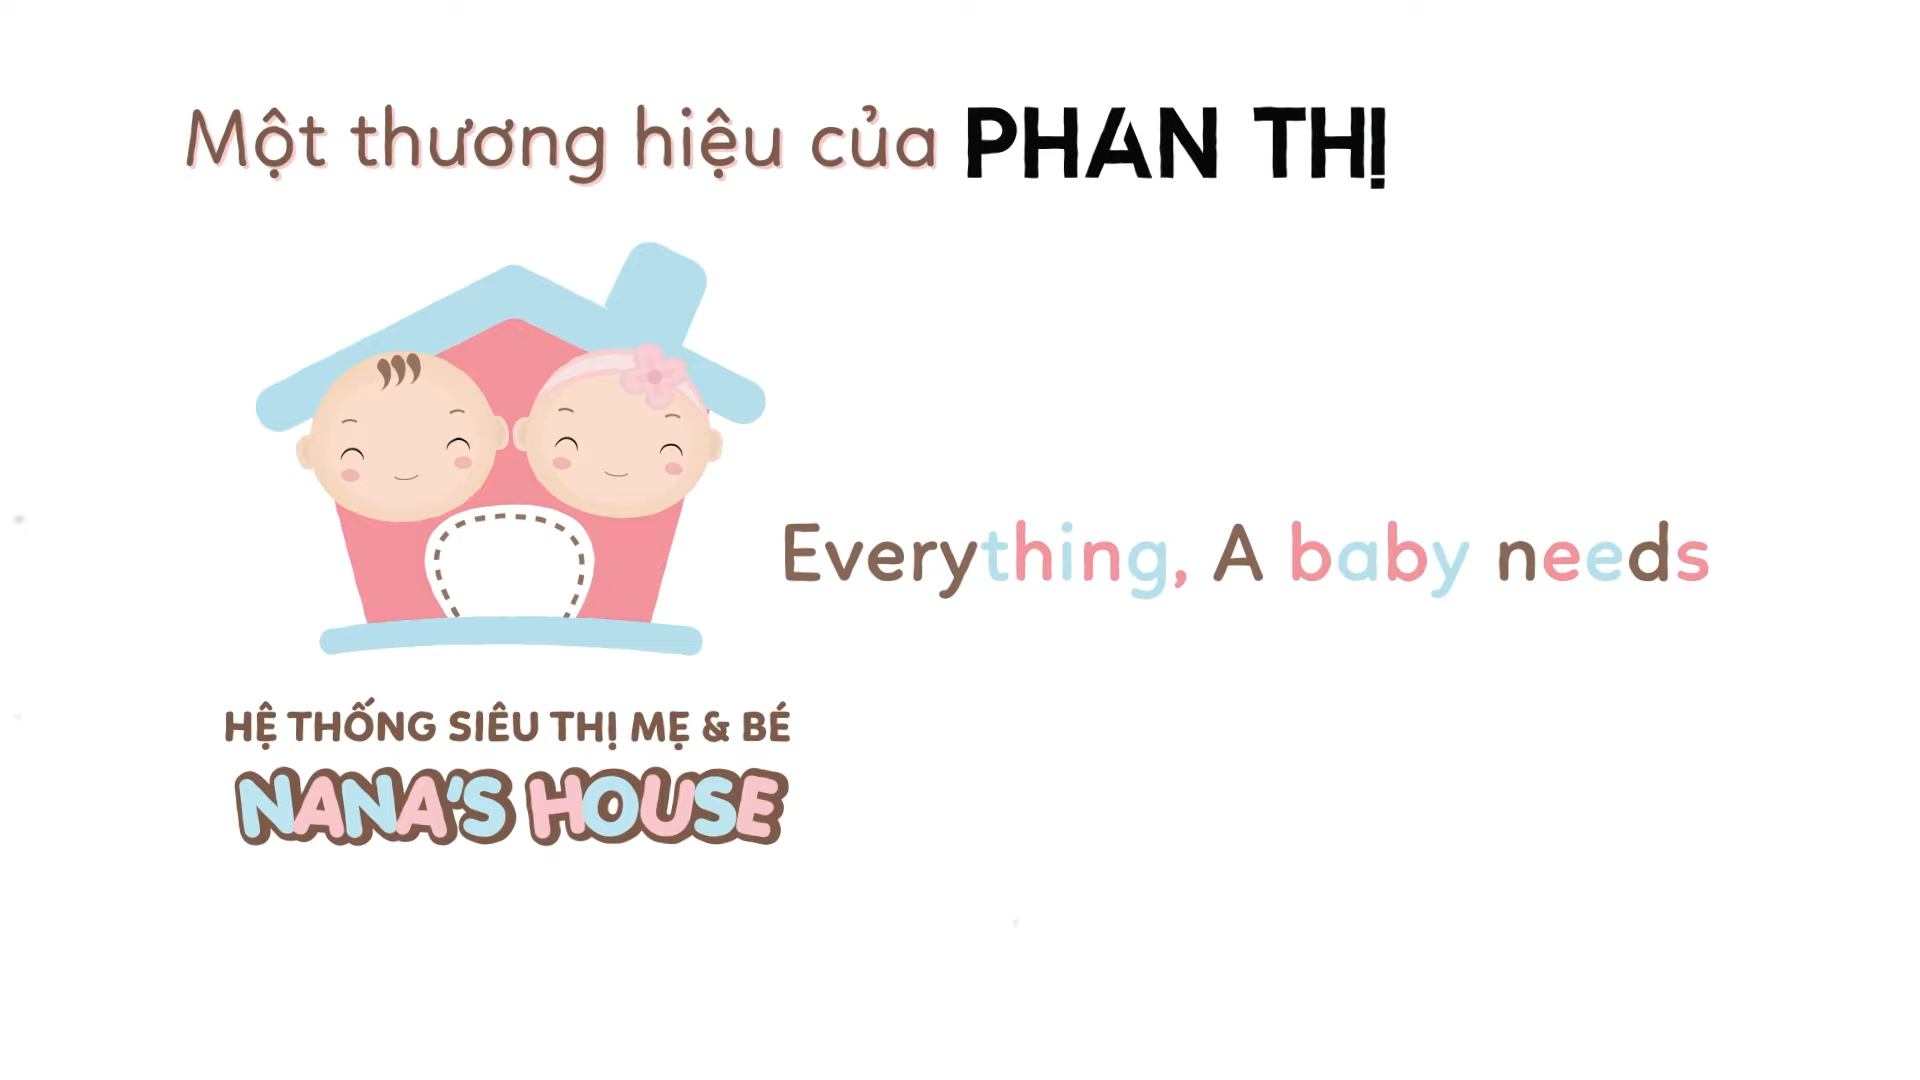 Một thương hiệu của PHAN THỊ
Everything, A baby needs
HỆ THỐNG SIÊU THỊ MẸ & BÉ
NANA'S HOUSE